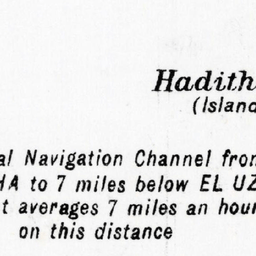 Hadith
(Island
al Navigation Channel from
HA to 7 miles below EL UZ
t averages 7 miles an hour
on this distance